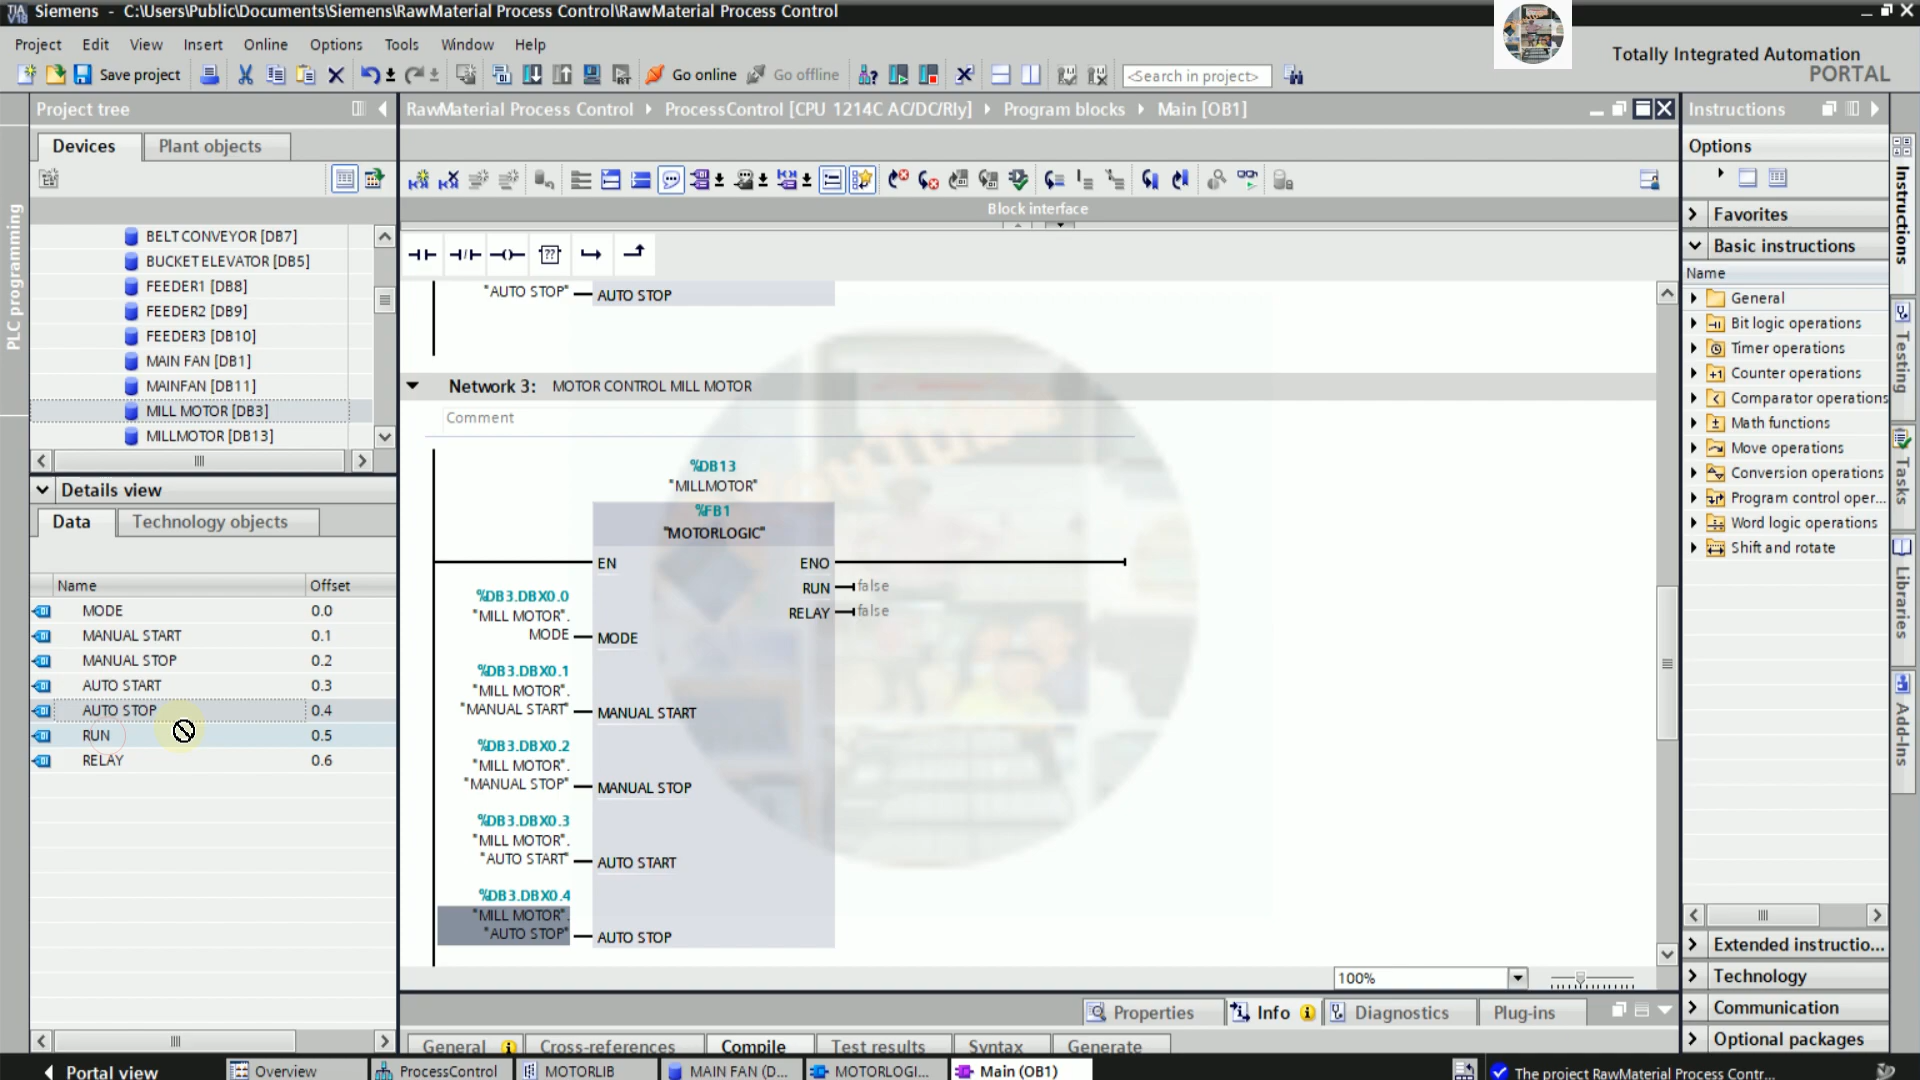 Siemens - C:\Users\Public\Documents\Siemens\RawMaterial Process Control\RawMaterial Process Control
Project Edit View Insert Online Options Tools Window Help
Totally Integrated Automation
PORTAL
Save project
Go online
Go offline
<Search in project>
Project tree
RawMaterial Process Control ProcessControl [CPU 1214C AC/DC/Rly] Program blocks Main [OB1]
Instructions
Devices
Plant objects
Options
PLC programming
Block interface
Favorites
Basic instructions
Name
BELT CONVEYOR [DB7]
BUCKET ELEVATOR [DB5]
FEEDER1 [DB8]
FEEDER2 [DB9]
FEEDER3 [DB10]
MAIN FAN [DB1]
MAINFAN [DB11]
MILL MOTOR [DB3]
MILLMOTOR [DB13]
Details view
Data
Technology objects
Name Offset
MODE 0.0
MANUAL START 0.1
MANUAL STOP 0.2
AUTO START 0.3
AUTO STOP 0.4
RUN 0.5
RELAY 0.6
??
"AUTO STOP" AUTO STOP
Network 3: MOTOR CONTROL MILL MOTOR
Comment
%DB13
"MILLMOTOR"
%FB1
"MOTORLOGIC"
EN ENO
RUN false
RELAY false
%DB3.DBX0.0
"MILL MOTOR".
MODE MODE
%DB3.DBX0.1
"MILL MOTOR".
"MANUAL START" MANUAL START
%DB3.DBX0.2
"MILL MOTOR".
"MANUAL STOP" MANUAL STOP
%DB3.DBX0.3
"MILL MOTOR".
"AUTO START" AUTO START
%DB3.DBX0.4
"MILL MOTOR".
"AUTO STOP" AUTO STOP
100%
General
Bit logic operations
Timer operations
Counter operations
Comparator operations
Math functions
Move operations
Conversion operations
Program control oper...
Word logic operations
Shift and rotate
Extended instructio...
Technology
Communication
Optional packages
Instructions
Testing
Tasks
Libraries
Add-Ins
Properties
Info
Diagnostics
Plug-ins
General
Cross-references
Compile
Test results
Syntax
Generate
Portal view
Overview
ProcessControl
MOTORLIB
MAIN FAN (D...
MOTORLOGI...
Main (OB1)
The project RawMaterial Process Contr...